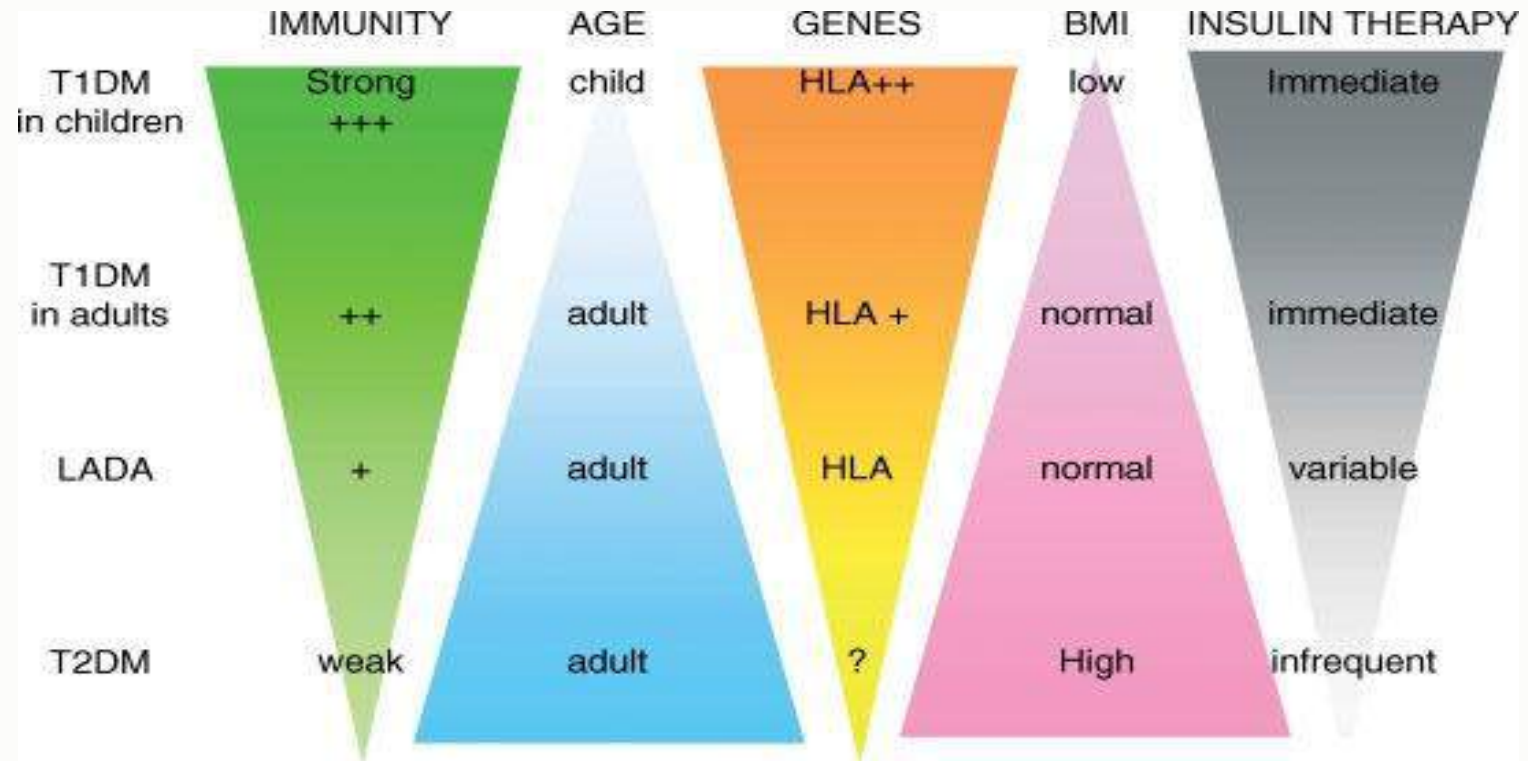 IMMUNITY AGE GENES BMI INSULIN THERAPY
T1DM in children Strong +++ child HLA++ low Immediate
T1DM in adults ++ adult HLA + normal immediate
LADA + adult HLA normal variable
T2DM weak adult ? High infrequent